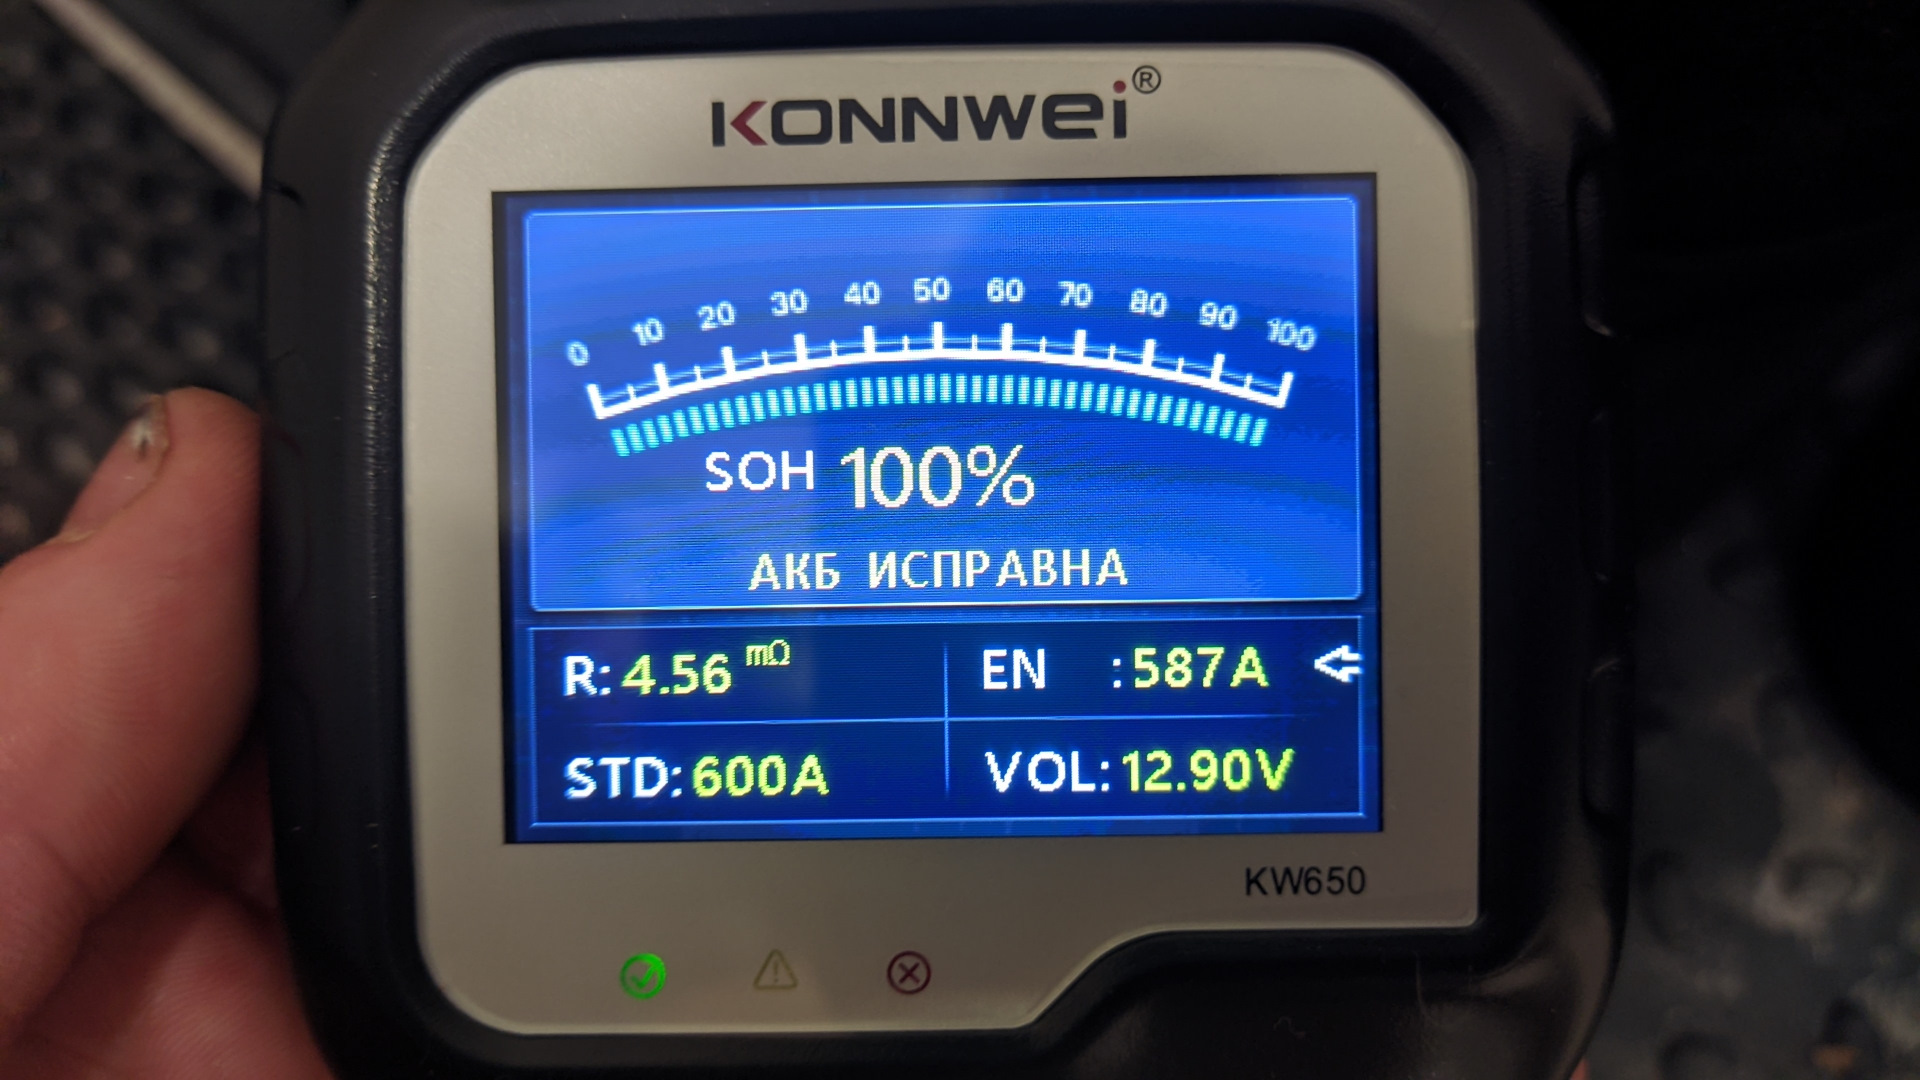 KONNWEI®
0 10 20 30 40 50 60 70 80 90 100
SOH 100%
АКБ ИСПРАВНА
R: 4.56 mΩ
EN : 587A
STD: 600A
VOL: 12.90V
KW650